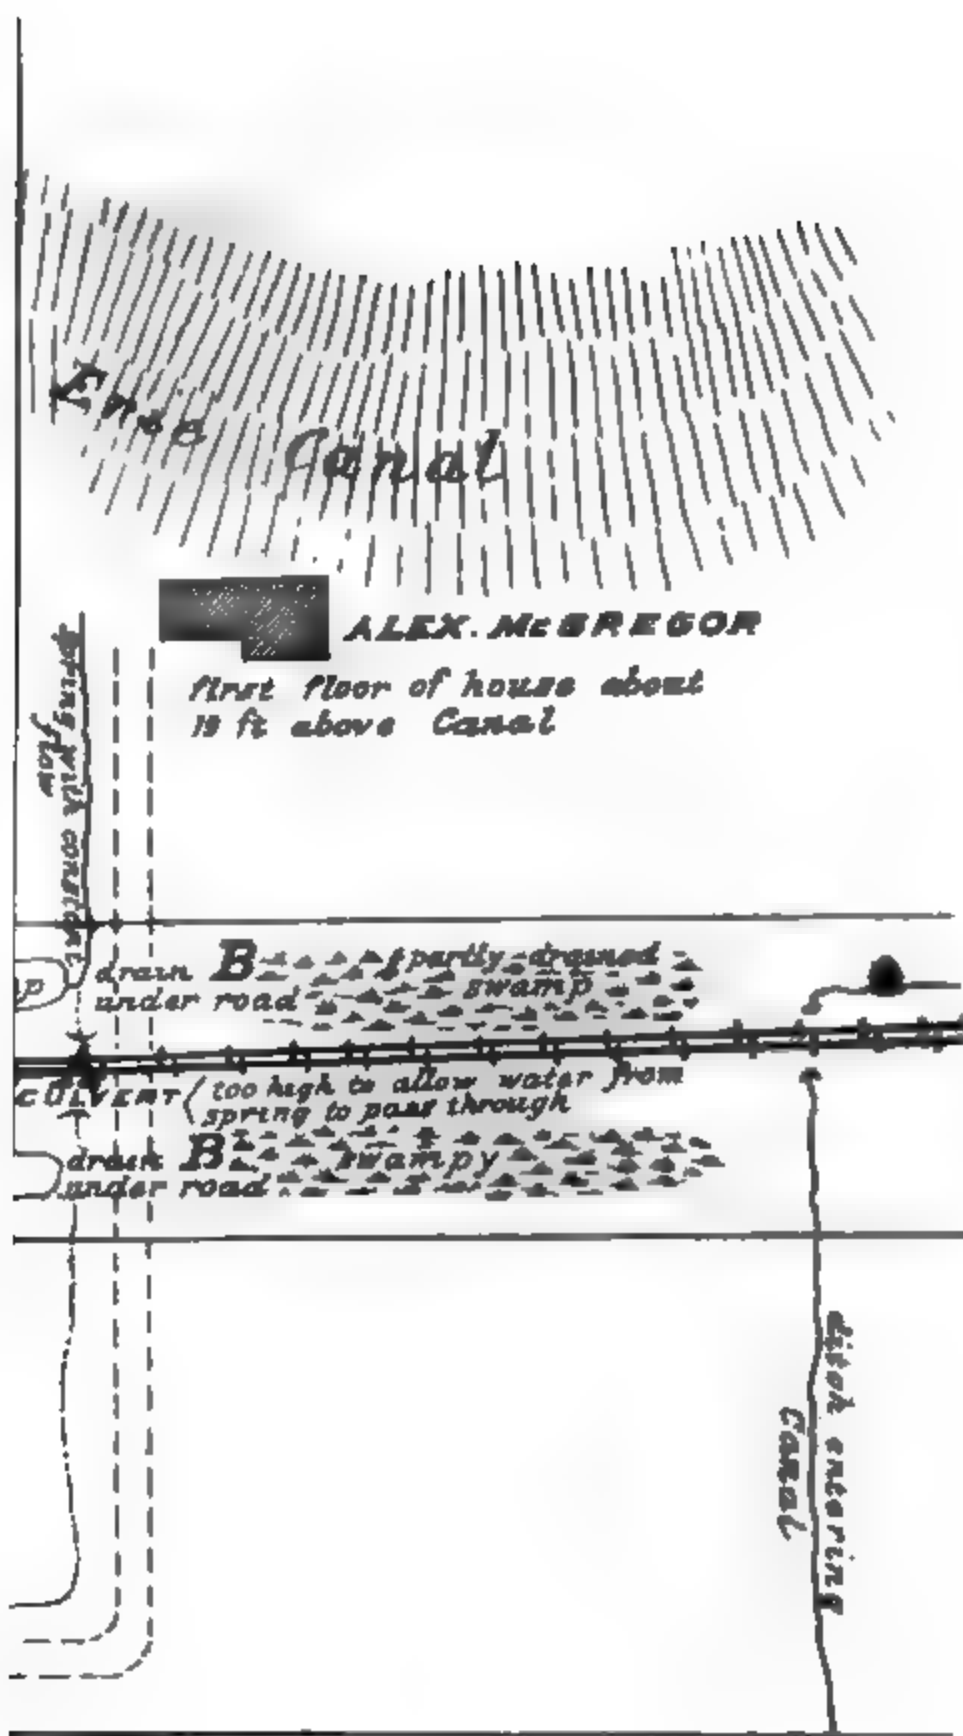 Canal
ALEX. McGREGOR
first floor of house about
ft above Canal
spring with constant
flow
P
drain B partly drained
under road swamp
CULVERT (too high to allow water from
spring to pass through
drain B swampy
under road
ditch entering
Canal